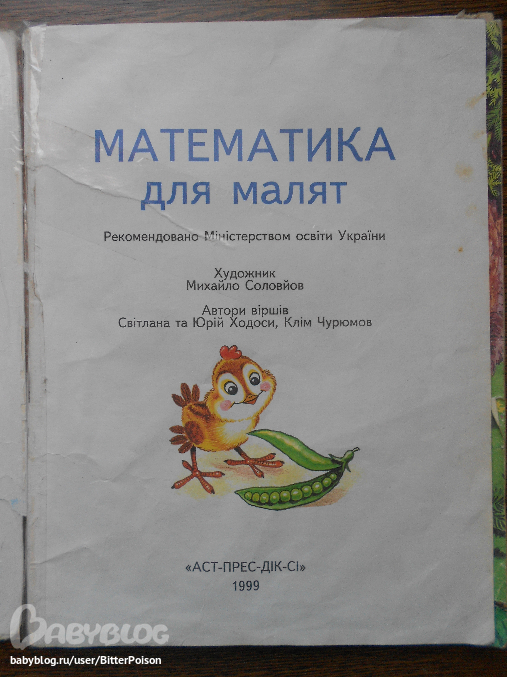 МАТЕМАТИКА
для малят
Рекомендовано Міністерством освіти України
Художник
Михайло Соловйов
Автори віршів
Світлана та Юрій Ходоси, Клім Чурюмов
«АСТ-ПРЕС-ДІК-СІ»
1999
BABYBLOG
babyblog.ru/user/BitterPoison